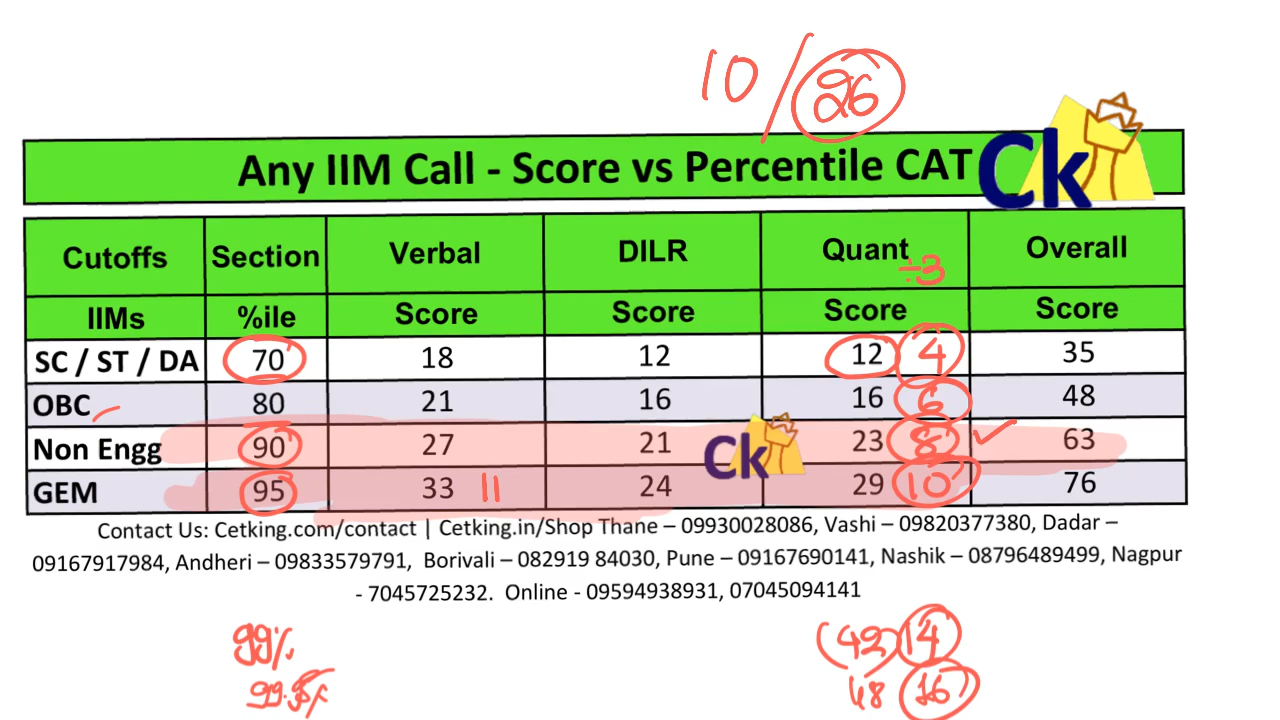 10/26
Any IIM Call - Score vs Percentile CAT Ck
Cutoffs Section Verbal DILR Quant Overall
÷3
IIMs %ile Score Score Score Score
SC / ST / DA 70 18 12 12 4 35
OBC 80 21 16 16 6 48
Non Engg 90 27 21 Ck 23 8 63
GEM 95 33 11 24 29 10 76
Contact Us: Cetking.com/contact | Cetking.in/Shop Thane – 09930028086, Vashi – 09820377380, Dadar –
09167917984, Andheri – 09833579791, Borivali – 082919 84030, Pune – 09167690141, Nashik – 08796489499, Nagpur
- 7045725232. Online - 09594938931, 07045094141
99% (42) 14
48 16